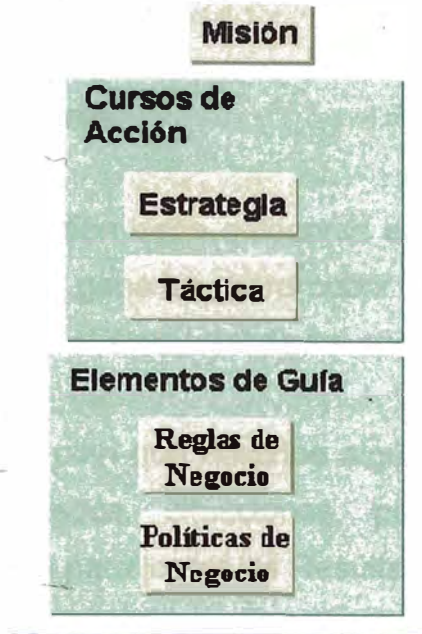 Misión
Cursos de
Acción
Estrategia
Táctica
Elementos de Guía
Reglas de
Negocio
Políticas de
Negocio